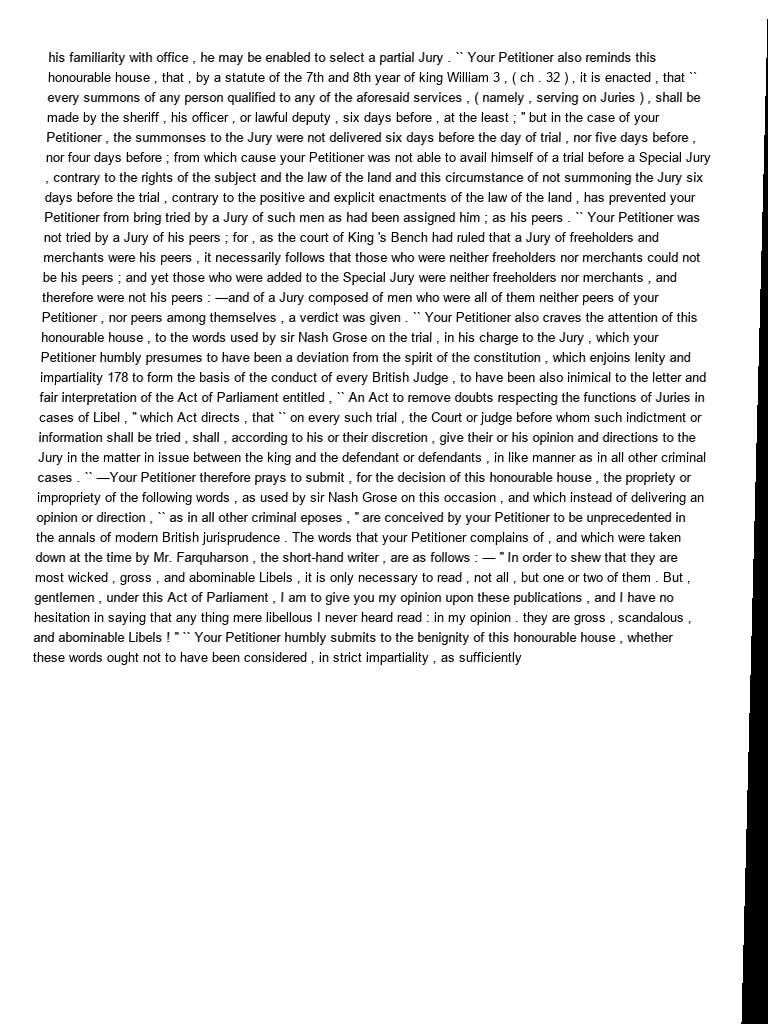 his familiarity with office , he may be enabled to select a partial Jury . `` Your Petitioner also reminds this
honourable house , that , by a statute of the 7th and 8th year of king William 3 , ( ch . 32 ) , it is enacted , that ``
every summons of any person qualified to any of the aforesaid services , ( namely , serving on Juries ) , shall be
made by the sheriff , his officer , or lawful deputy , six days before , at the least ; " but in the case of your
Petitioner , the summonses to the Jury were not delivered six days before the day of trial , nor five days before ,
nor four days before ; from which cause your Petitioner was not able to avail himself of a trial before a Special Jury
, contrary to the rights of the subject and the law of the land and this circumstance of not summoning the Jury six
days before the trial , contrary to the positive and explicit enactments of the law of the land , has prevented your
Petitioner from bring tried by a Jury of such men as had been assigned him ; as his peers . `` Your Petitioner was
not tried by a Jury of his peers ; for , as the court of King 's Bench had ruled that a Jury of freeholders and
merchants were his peers , it necessarily follows that those who were neither freeholders nor merchants could not
be his peers ; and yet those who were added to the Special Jury were neither freeholders nor merchants , and
therefore were not his peers : —and of a Jury composed of men who were all of them neither peers of your
Petitioner , nor peers among themselves , a verdict was given . `` Your Petitioner also craves the attention of this
honourable house , to the words used by sir Nash Grose on the trial , in his charge to the Jury , which your
Petitioner humbly presumes to have been a deviation from the spirit of the constitution , which enjoins lenity and
impartiality 178 to form the basis of the conduct of every British Judge , to have been also inimical to the letter and
fair interpretation of the Act of Parliament entitled , `` An Act to remove doubts respecting the functions of Juries in
cases of Libel , " which Act directs , that `` on every such trial , the Court or judge before whom such indictment or
information shall be tried , shall , according to his or their discretion , give their or his opinion and directions to the
Jury in the matter in issue between the king and the defendant or defendants , in like manner as in all other criminal
cases . `` —Your Petitioner therefore prays to submit , for the decision of this honourable house , the propriety or
impropriety of the following words , as used by sir Nash Grose on this occasion , and which instead of delivering an
opinion or direction , `` as in all other criminal eposes , " are conceived by your Petitioner to be unprecedented in
the annals of modern British jurisprudence . The words that your Petitioner complains of , and which were taken
down at the time by Mr. Farquharson , the short-hand writer , are as follows : — " In order to shew that they are
most wicked , gross , and abominable Libels , it is only necessary to read , not all , but one or two of them . But ,
gentlemen , under this Act of Parliament , I am to give you my opinion upon these publications , and I have no
hesitation in saying that any thing mere libellous I never heard read : in my opinion . they are gross , scandalous ,
and abominable Libels ! " `` Your Petitioner humbly submits to the benignity of this honourable house , whether
these words ought not to have been considered , in strict impartiality , as sufficiently